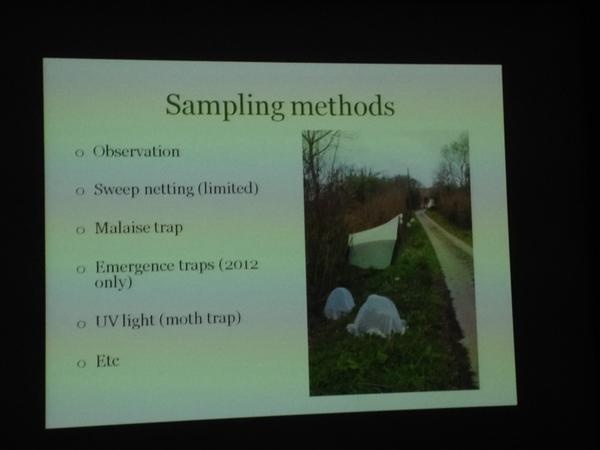 Sampling methods
Observation
Sweep netting (limited)
Malaise trap
Emergence traps (2012
only)
UV light (moth trap)
Etc